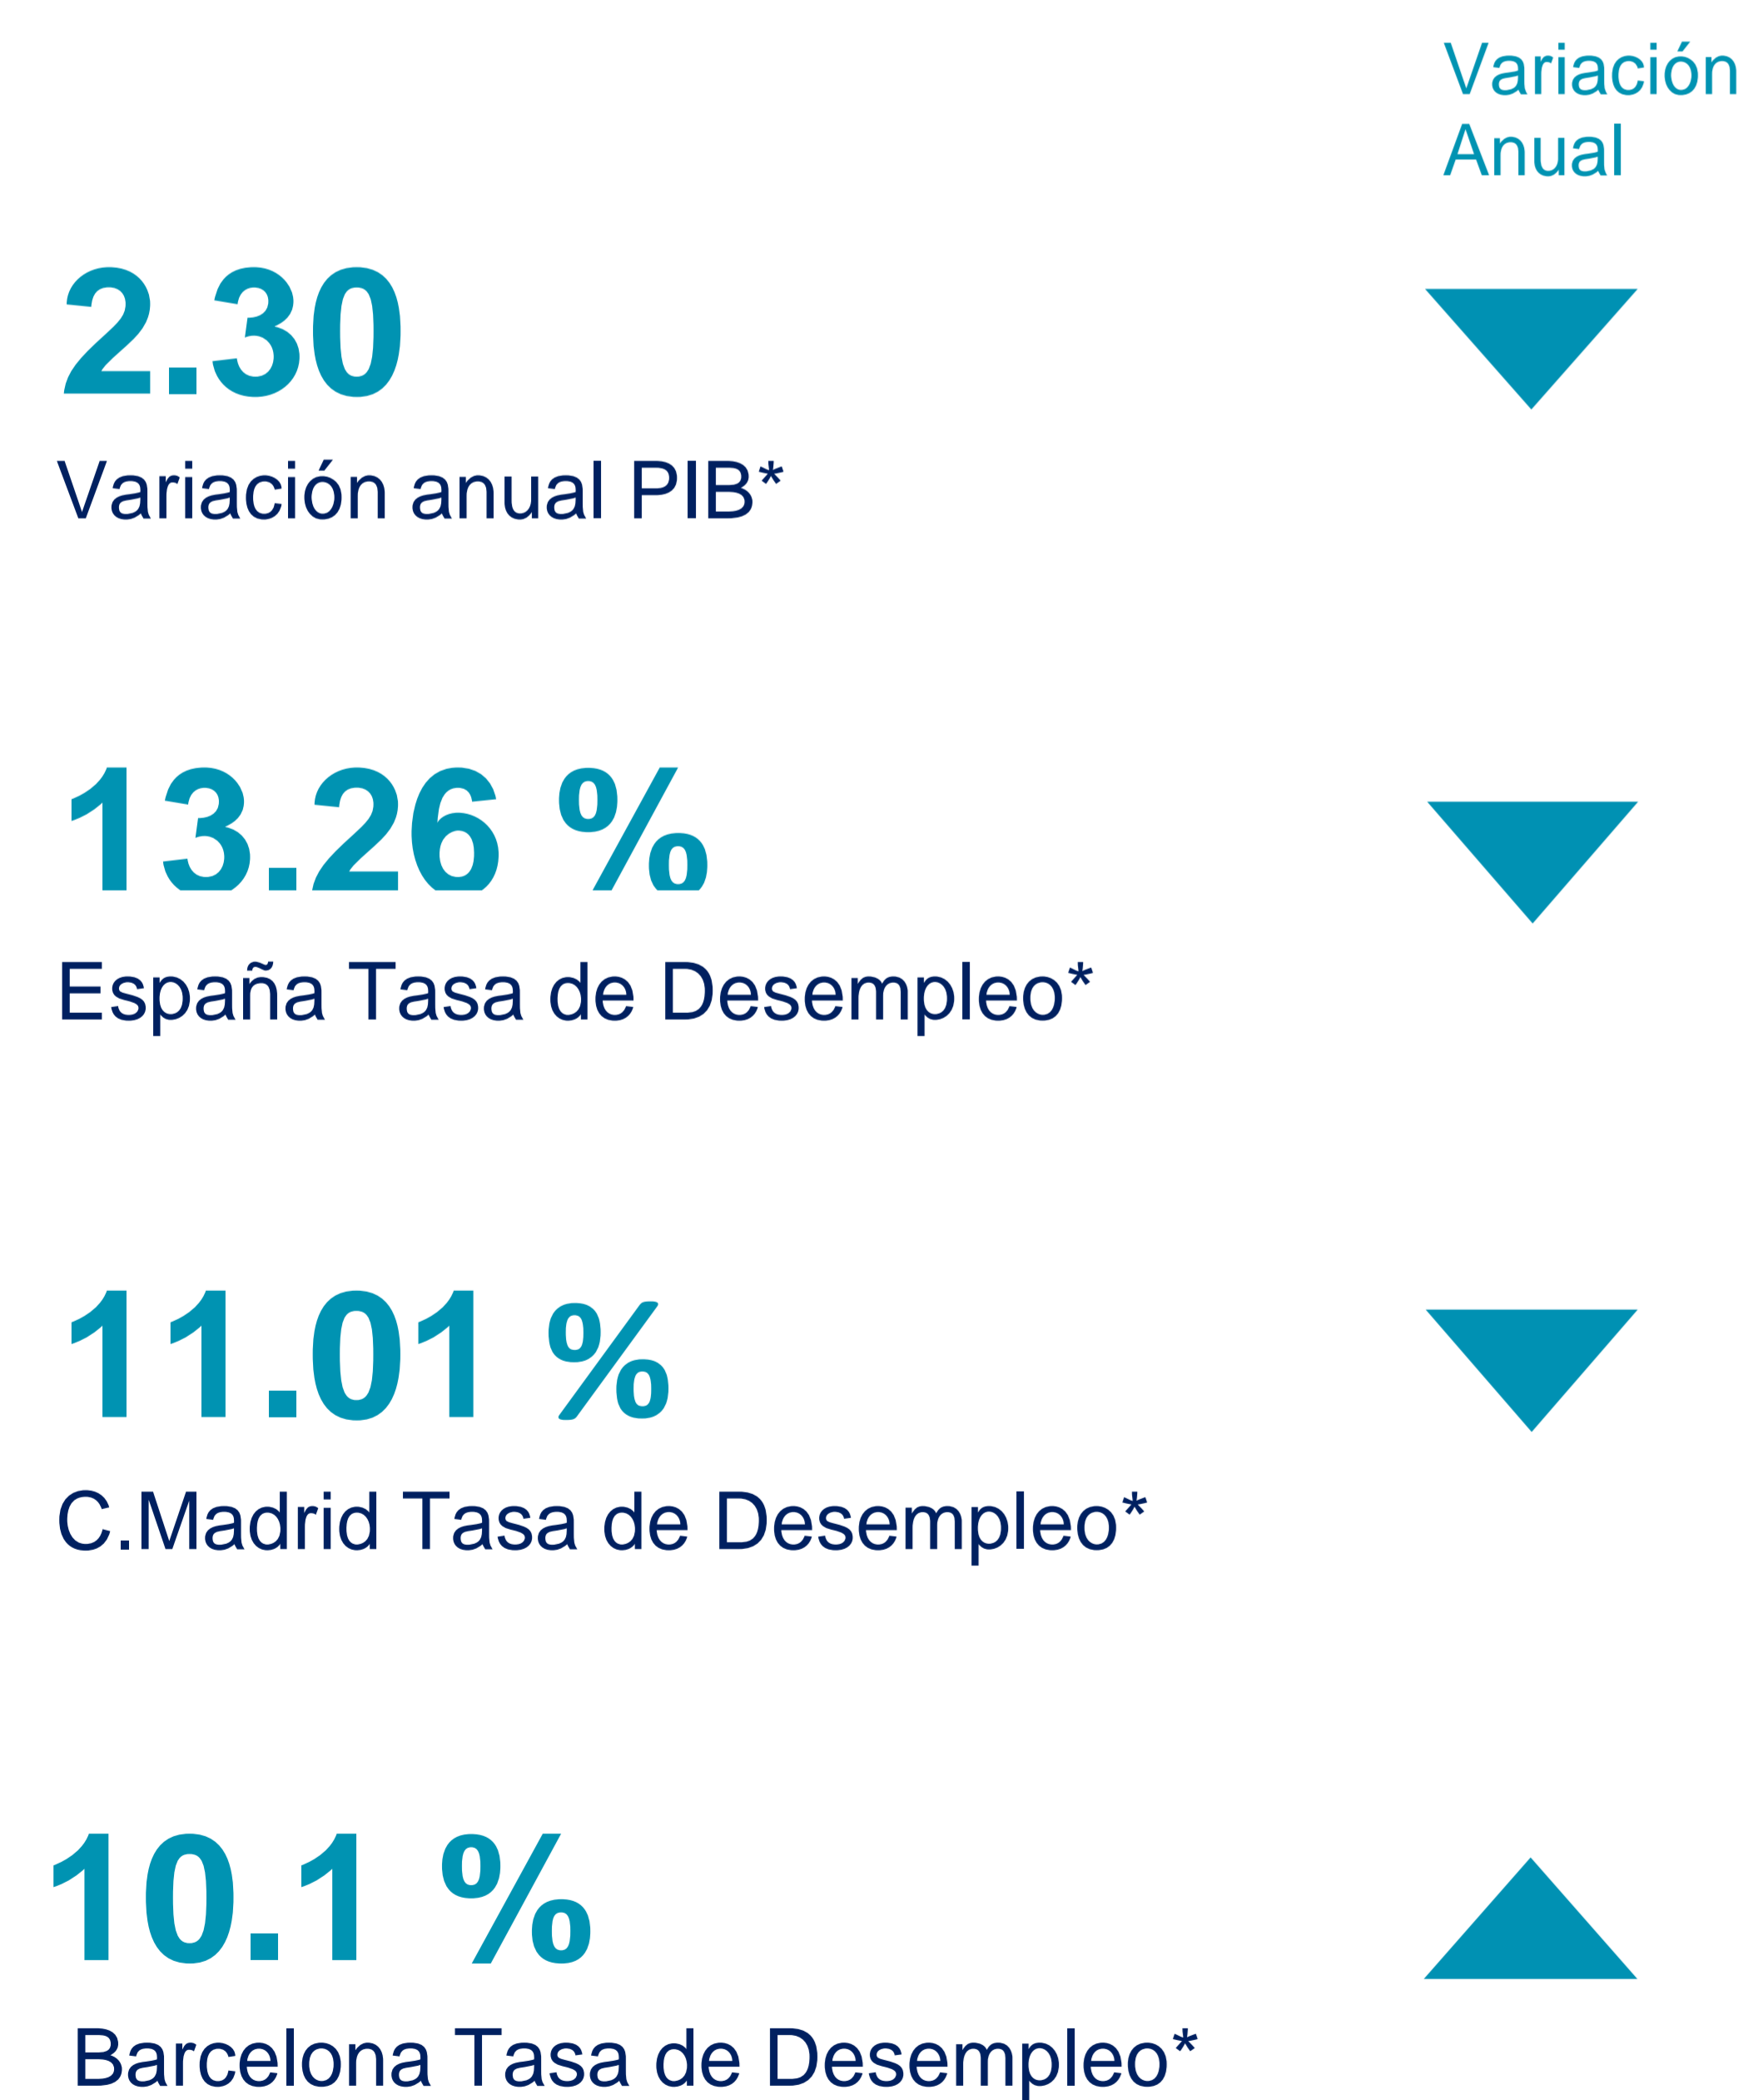 Variación
Anual
2.30
Variación anual PIB*
13.26 %
España Tasa de Desempleo*
11.01 %
C.Madrid Tasa de Desempleo*
10.1 %
Barcelona Tasa de Desempleo*